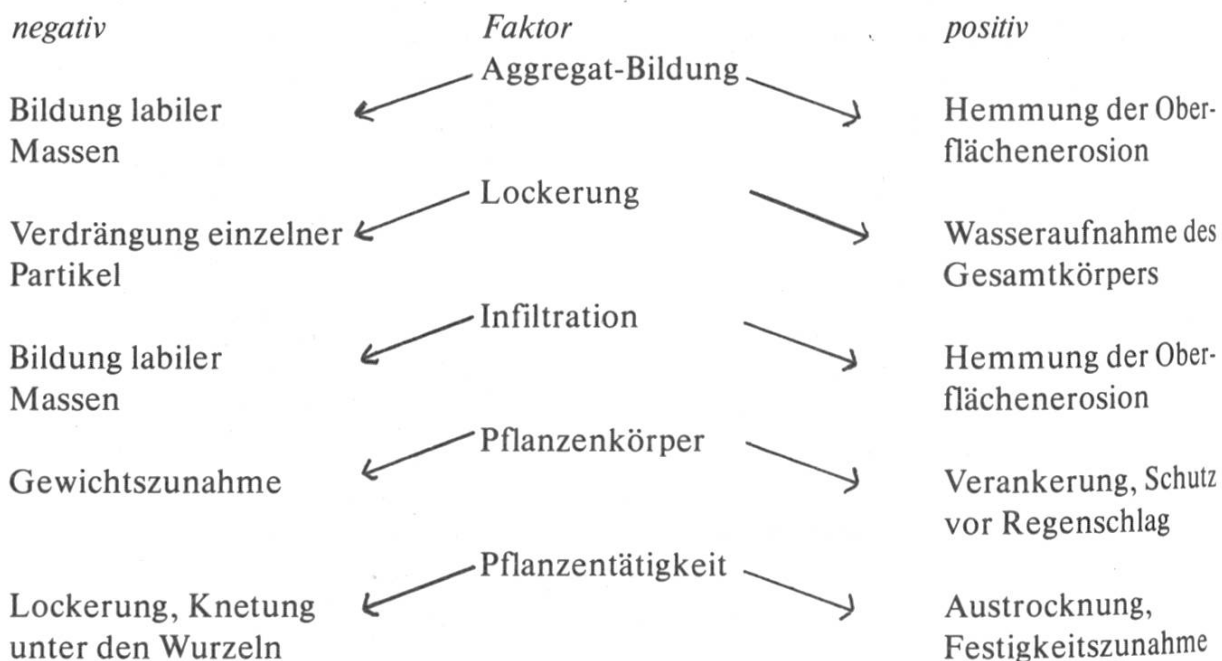 negativ Faktor positiv
Aggregat-Bildung
Bildung labiler Hemmung der Ober-
Massen flächenerosion
Lockerung
Verdrängung einzelner Wasseraufnahme des
Partikel Gesamtkörpers
Infiltration
Bildung labiler Hemmung der Ober-
Massen flächenerosion
Pflanzenkörper
Gewichtszunahme Verankerung, Schutz
vor Regenschlag
Pflanzentätigkeit
Lockerung, Knetung Austrocknung,
unter den Wurzeln Festigkeitszunahme